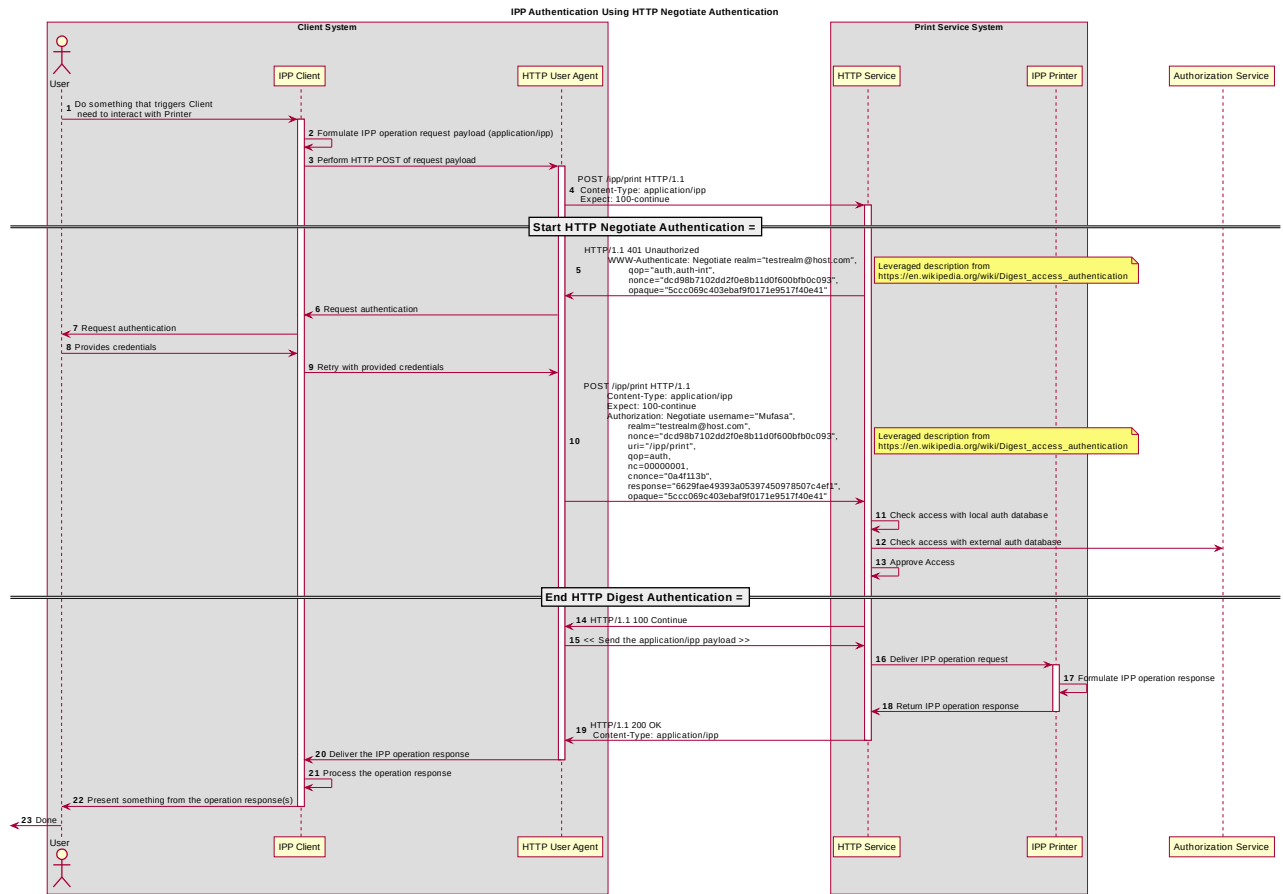 IPP Authentication Using HTTP Negotiate Authentication
Client System
Print Service System
User
IPP Client
HTTP User Agent
HTTP Service
IPP Printer
Authorization Service
1 Do something that triggers Client
need to interact with Printer
2 Formulate IPP operation request payload (application/ipp)
3 Perform HTTP POST of request payload
POST /ipp/print HTTP/1.1
4 Content-Type: application/ipp
Expect: 100-continue
Start HTTP Negotiate Authentication =
HTTP/1.1 401 Unauthorized
WWW-Authenticate: Negotiate realm="testrealm@host.com",
5 qop="auth,auth-int",
nonce="dcd98b7102dd2f0e8b11d0f600bfb0c093",
opaque="5ccc069c403ebaf9f0171e9517f40e41"
Leveraged description from
https://en.wikipedia.org/wiki/Digest_access_authentication
6 Request authentication
7 Request authentication
8 Provides credentials
9 Retry with provided credentials
POST /ipp/print HTTP/1.1
Content-Type: application/ipp
Expect: 100-continue
Authorization: Negotiate username="Mufasa",
realm="testrealm@host.com",
nonce="dcd98b7102dd2f0e8b11d0f600bfb0c093",
10 uri="/ipp/print",
qop=auth,
nc=00000001,
cnonce="0a4f113b",
response="6629fae49393a05397450978507c4ef1",
opaque="5ccc069c403ebaf9f0171e9517f40e41"
Leveraged description from
https://en.wikipedia.org/wiki/Digest_access_authentication
11 Check access with local auth database
12 Check access with external auth database
13 Approve Access
End HTTP Digest Authentication =
14 HTTP/1.1 100 Continue
15 << Send the application/ipp payload >>
16 Deliver IPP operation request
17 Formulate IPP operation response
18 Return IPP operation response
HTTP/1.1 200 OK
19 Content-Type: application/ipp
20 Deliver the IPP operation response
21 Process the operation response
22 Present something from the operation response(s)
23 Done
User
IPP Client
HTTP User Agent
HTTP Service
IPP Printer
Authorization Service